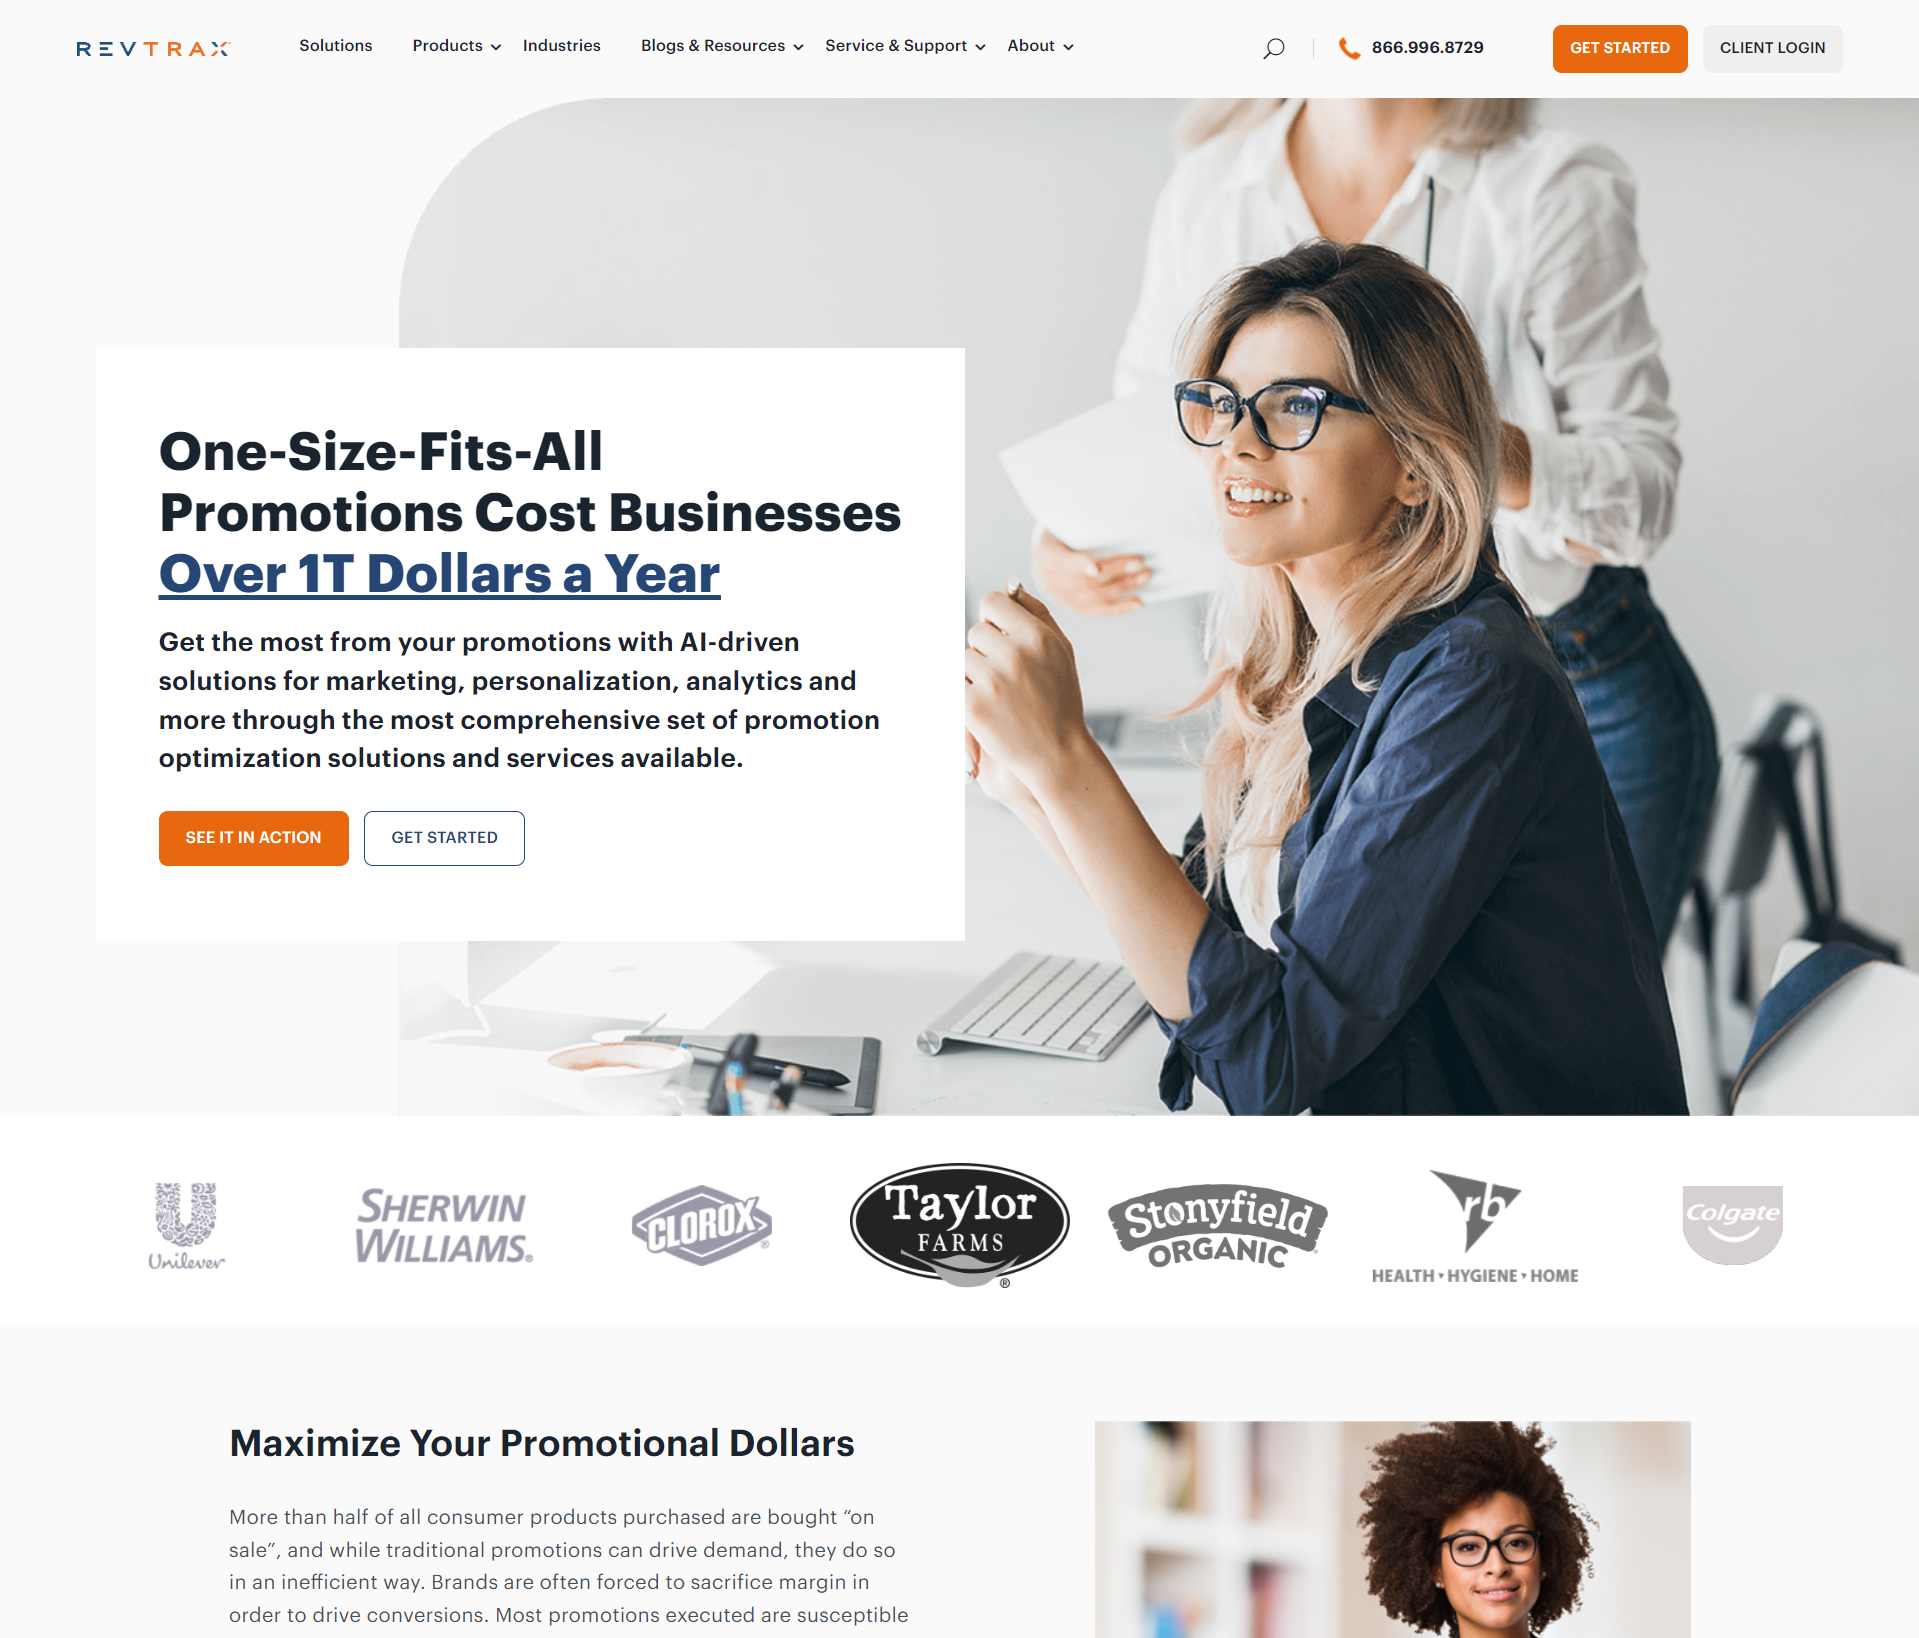 REVTRAX
Solutions
Products
Industries
Blogs & Resources
Service & Support
About
866.996.8729
GET STARTED
CLIENT LOGIN
One-Size-Fits-All
Promotions Cost Businesses
Over 1T Dollars a Year
Get the most from your promotions with AI-driven
solutions for marketing, personalization, analytics and
more through the most comprehensive set of promotion
optimization solutions and services available.
SEE IT IN ACTION
GET STARTED
Unilever
SHERWIN
WILLIAMS®
CLOROX®
Taylor
FARMS®
Stonyfield
ORGANIC
rb
HEALTH • HYGIENE • HOME
Colgate
Maximize Your Promotional Dollars
More than half of all consumer products purchased are bought “on
sale”, and while traditional promotions can drive demand, they do so
in an inefficient way. Brands are often forced to sacrifice margin in
order to drive conversions. Most promotions executed are susceptible